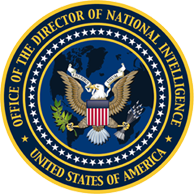 OFFICE OF THE DIRECTOR OF NATIONAL INTELLIGENCE
UNITED STATES OF AMERICA